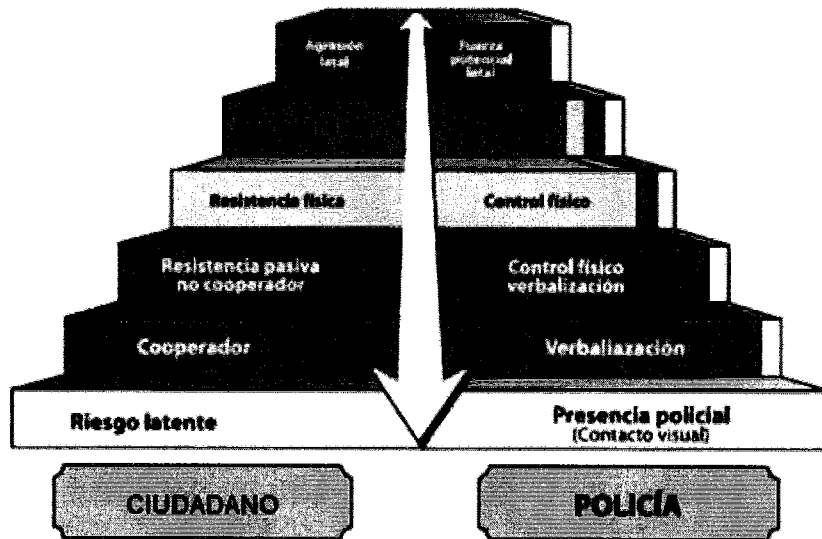 Agresión
letal
Fuerza
potencial
letal
Resistencia física
Control físico
Resistencia pasiva
no cooperador
Control físico
verbalización
Cooperador
Verbaliazación
Riesgo latente
Presencia policial
(Contacto visual)
CIUDADANO
POLICÍA